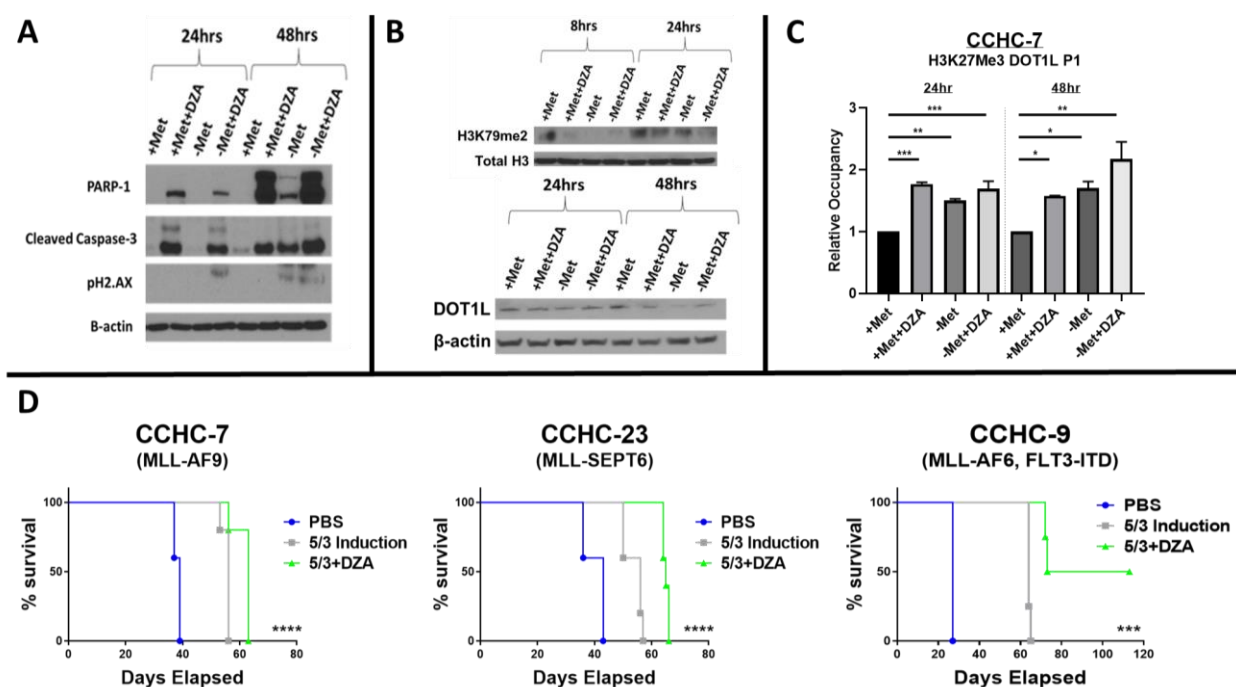 A
24hrs
48hrs
+Met
+Met+DZA
-Met
-Met+DZA
+Met
+Met+DZA
-Met
-Met+DZA
PARP-1
Cleaved Caspase-3
pH2.AX
B-actin
B
8hrs
24hrs
+Met
+Met+DZA
-Met
-Met+DZA
+Met
+Met+DZA
-Met
-Met+DZA
H3K79me2
Total H3
24hrs
48hrs
+Met
+Met+DZA
-Met
-Met+DZA
+Met
+Met+DZA
-Met
-Met+DZA
DOT1L
β-actin
C
CCHC-7
H3K27Me3 DOT1L P1
24hr
48hr
***
**
***
**
*
*
Relative Occupancy
3
2
1
0
+Met
+Met+DZA
-Met
-Met+DZA
+Met
+Met+DZA
-Met
-Met+DZA
D
CCHC-7
(MLL-AF9)
% survival
100
50
0
0 20 40 60 80
Days Elapsed
PBS
5/3 Induction
5/3+DZA
****
CCHC-23
(MLL-SEPT6)
% survival
100
50
0
0 20 40 60 80
Days Elapsed
PBS
5/3 Induction
5/3+DZA
****
CCHC-9
(MLL-AF6, FLT3-ITD)
% survival
100
50
0
0 20 40 60 80 100 120
Days Elapsed
PBS
5/3 Induction
5/3+DZA
***